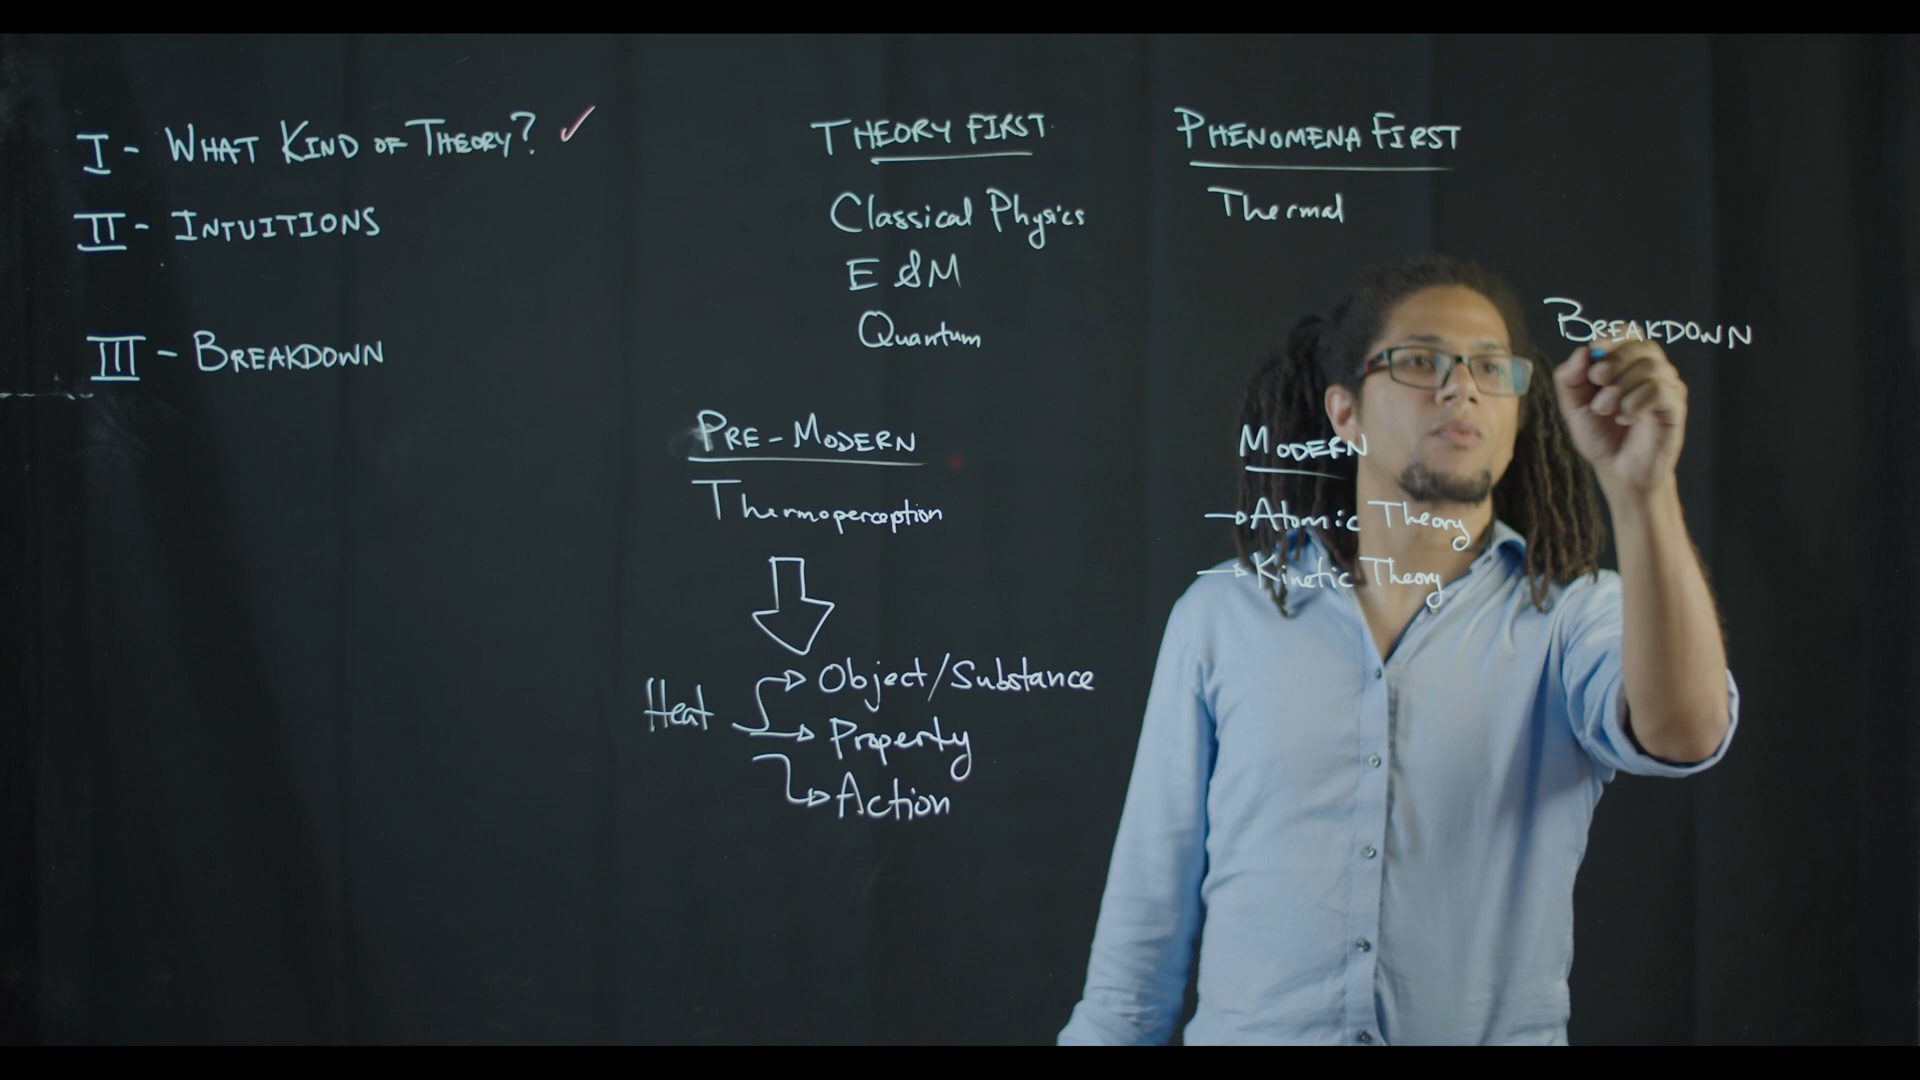 I - WHAT KIND OF THEORY? ✓
II - INTUITIONS
III - BREAKDOWN
THEORY FIRST
Classical Physics
E & M
Quantum
PHENOMENA FIRST
Thermal
BREAKDOWN
PRE-MODERN
Thermoperception
Heat
Object/Substance
Property
Action
MODERN
→ Atomic Theory
→ Kinetic Theory